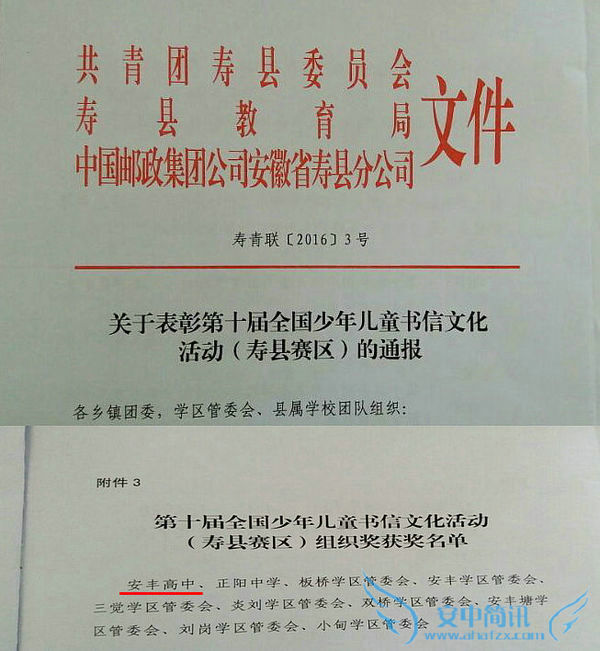 共青团寿县委员会
寿县教育局
中国邮政集团公司安徽省寿县分公司
文件
寿青联〔2016〕3号
关于表彰第十届全国少年儿童书信文化
活动（寿县赛区）的通报
各乡镇团委，学区管委会、县属学校团队组织：
附件3
第十届全国少年儿童书信文化活动
（寿县赛区）组织奖获奖名单
安丰高中、正阳中学、板桥学区管委会、安丰学区管委会、
三觉学区管委会、炎刘学区管委会、双桥学区管委会、安丰塘学
区管委会、刘岗学区管委会、小甸学区管委会
安中简讯
www.ahafzx.com